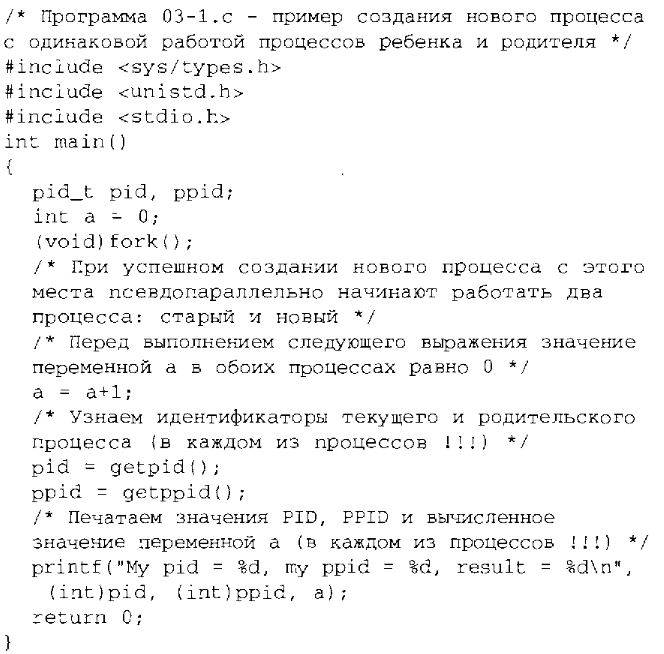 /* Программа 03-1.с - пример создания нового процесса
с одинаковой работой процессов ребенка и родителя */
#include <sys/types.h>
#include <unistd.h>
#include <stdio.h>
int main()
{
pid_t pid, ppid;
int a = 0;
(void)fork();
/* При успешном создании нового процесса с этого
места псевдопараллельно начинают работать два
процесса: старый и новый */
/* Перед выполнением следующего выражения значение
переменной а в обоих процессах равно 0 */
a = a+1;
/* Узнаем идентификаторы текущего и родительского
процесса (в каждом из процессов !!!) */
pid = getpid();
ppid = getppid();
/* Печатаем значения PID, PPID и вычисленное
значение переменной а (в каждом из процессов !!!) */
printf("My pid = %d, my ppid = %d, result = %d\n",
(int)pid, (int)ppid, a);
return 0;
}